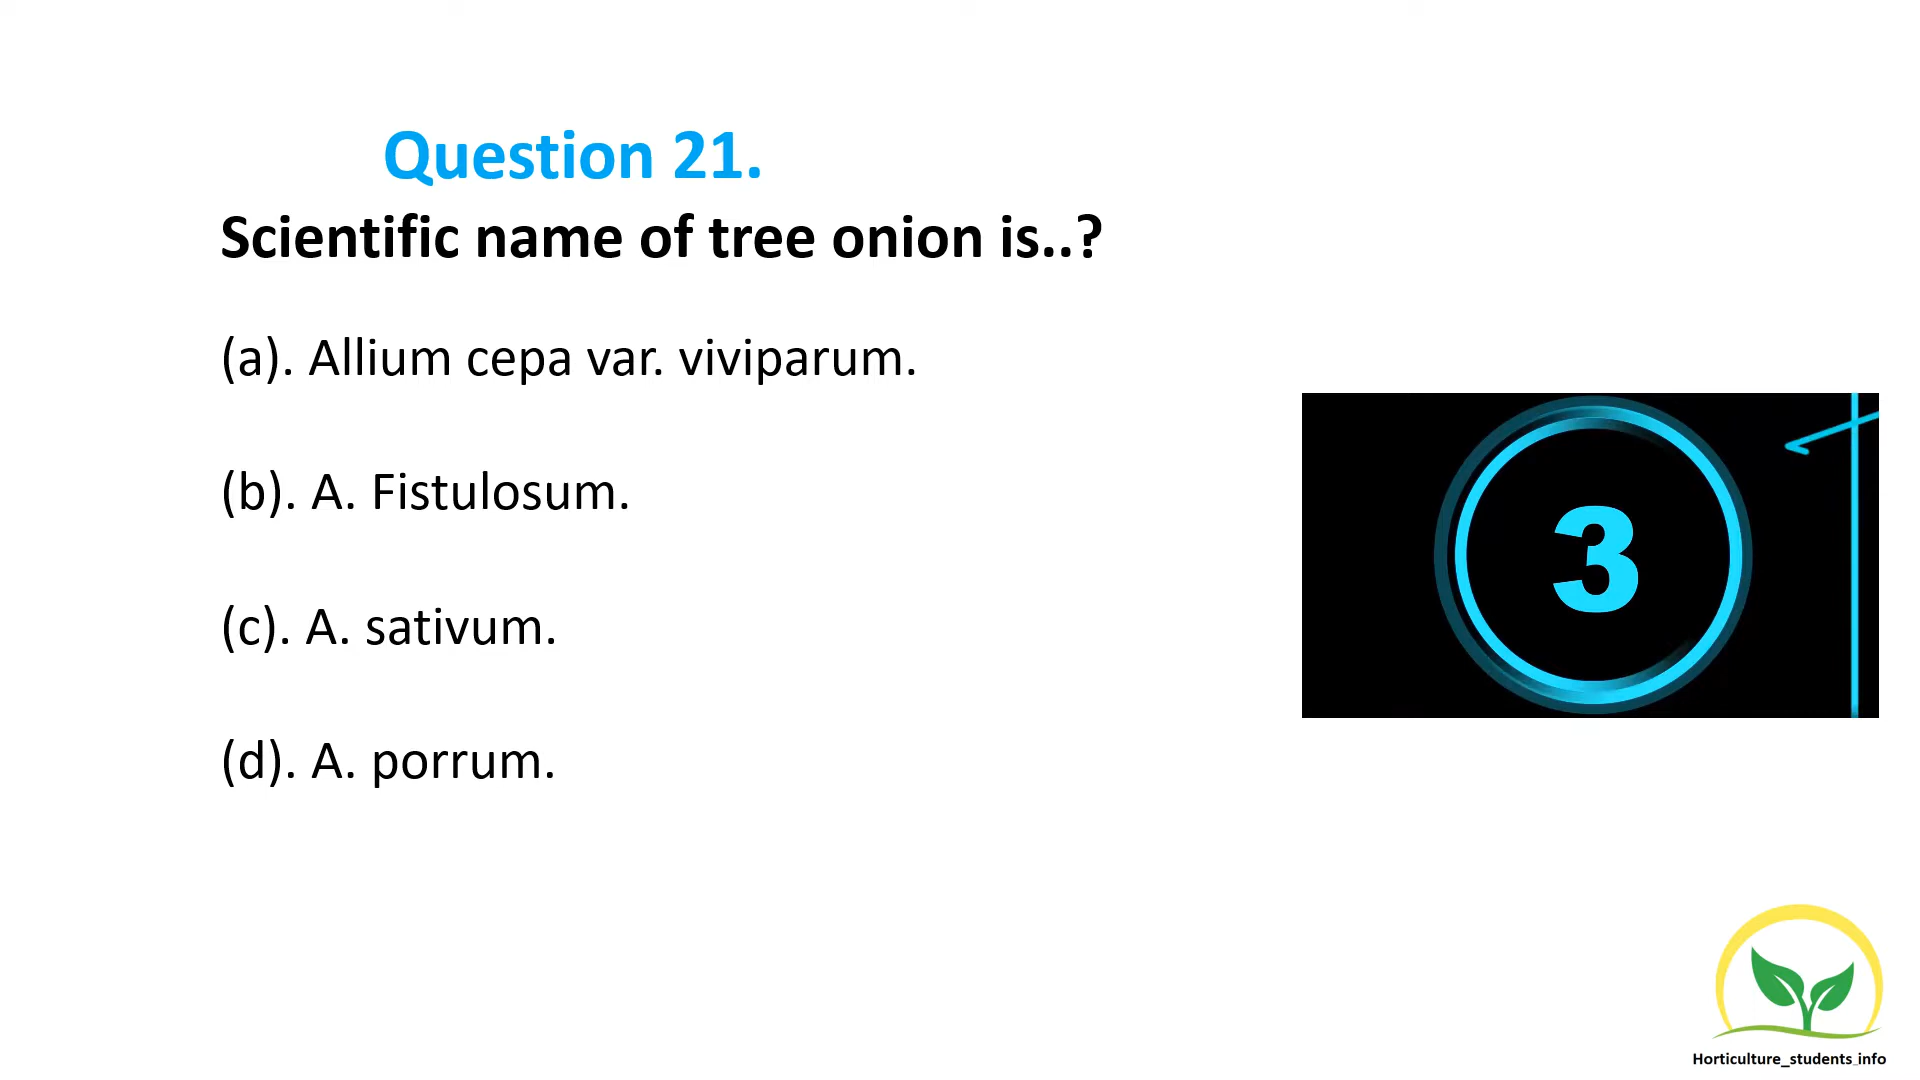 Question 21.
Scientific name of tree onion is..?
(a). Allium cepa var. viviparum.
(b). A. Fistulosum.
(c). A. sativum.
(d). A. porrum.
3
Horticulture_students_info